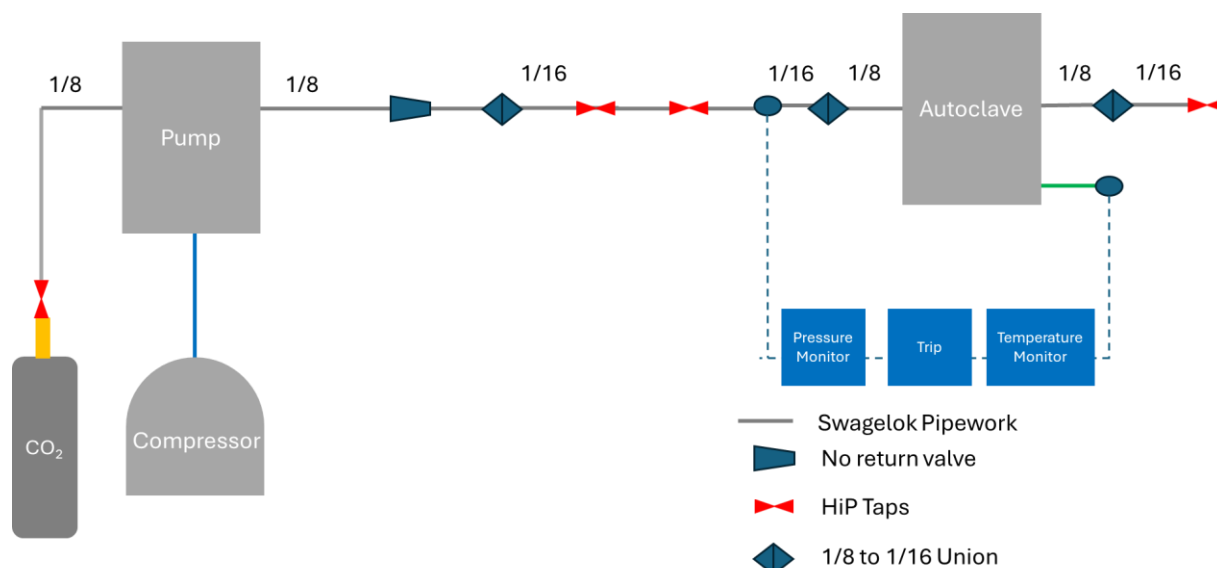 1/8
Pump
1/8
1/16
1/16
1/8
Autoclave
1/8
1/16
CO₂
Compressor
Pressure
Monitor
Trip
Temperature
Monitor
Swagelok Pipework
No return valve
HiP Taps
1/8 to 1/16 Union